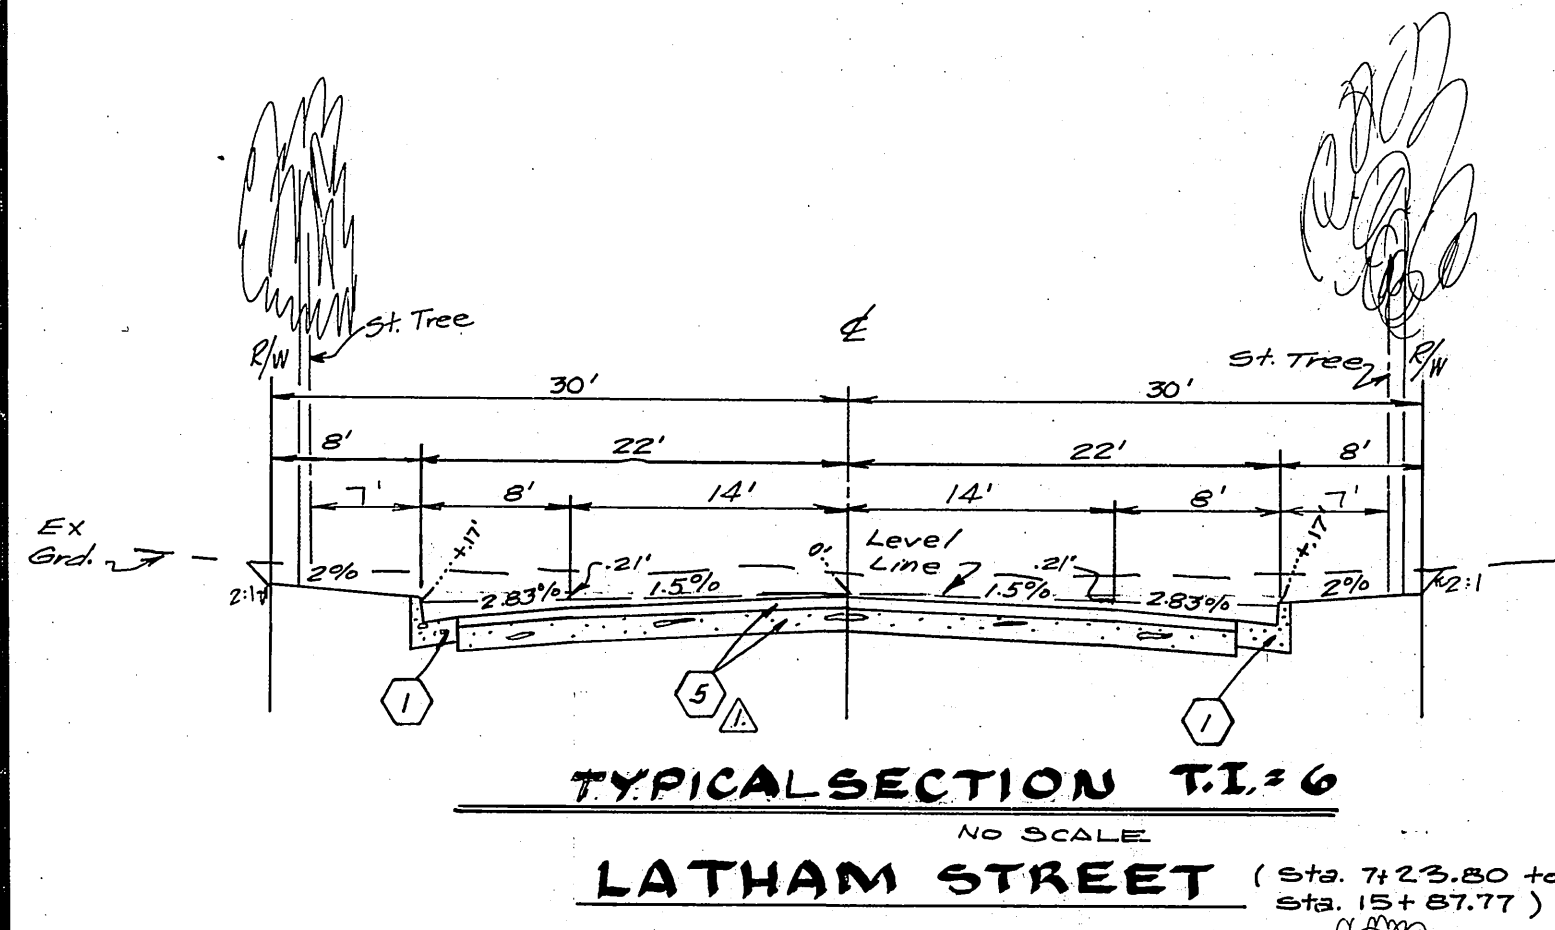 St. Tree
R/W
℄
St. Tree
R/W
30'
30'
8'
22'
22'
8'
7'
8'
14'
14'
8'
7'
Ex
Grd.
+.17'
0'
Level
Line
.21'
.21'
+.17'
2:1
2%
2.83%
1.5%
1.5%
2.83%
2%
2:1
1
5
1.
1
TYPICAL SECTION T.I.=6
NO SCALE
LATHAM STREET (Sta. 7+23.80 to
Sta. 15+87.77)